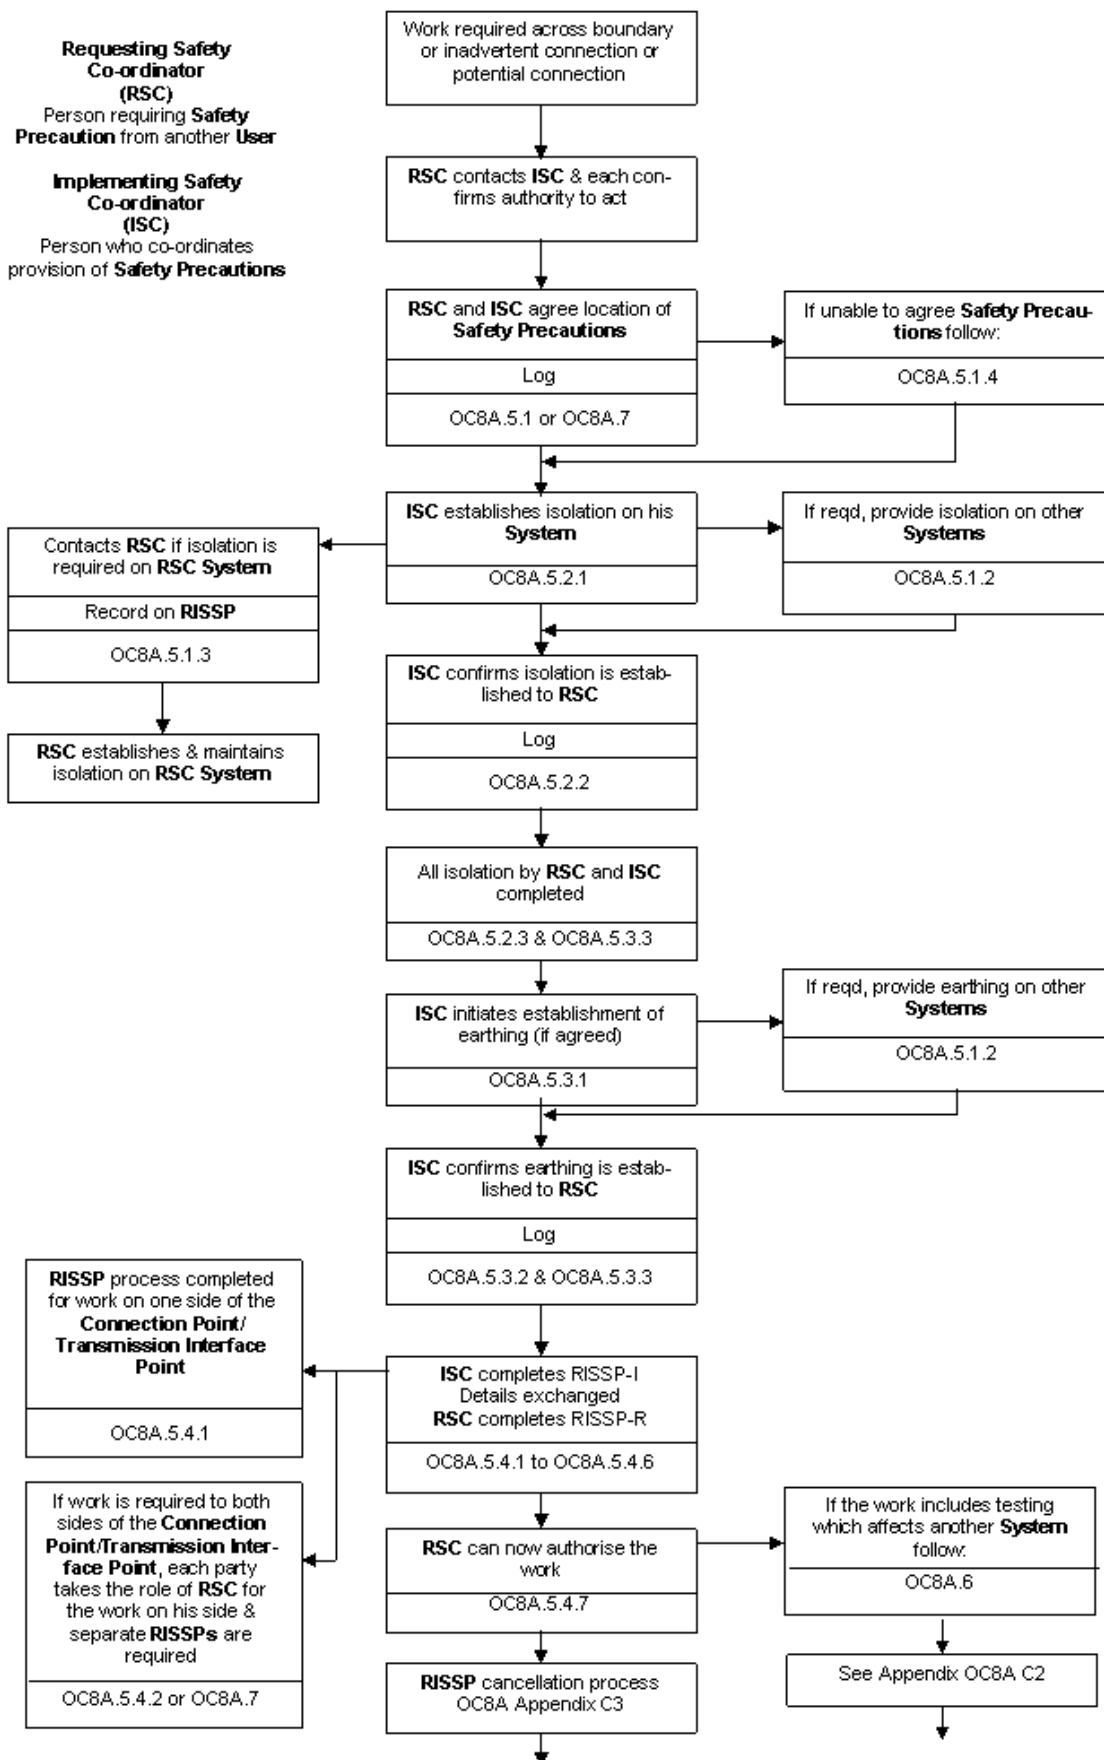 Requesting Safety
Co-ordinator
(RSC)
Person requiring Safety
Precaution from another User
Implementing Safety
Co-ordinator
(ISC)
Person who co-ordinates
provision of Safety Precautions
Work required across boundary
or inadvertent connection or
potential connection
RSC contacts ISC & each con-
firms authority to act
RSC and ISC agree location of
Safety Precautions
Log
OC8A.5.1 or OC8A.7
If unable to agree Safety Precau-
tions follow:
OC8A.5.1.4
ISC establishes isolation on his
System
OC8A.5.2.1
If reqd, provide isolation on other
Systems
OC8A.5.1.2
Contacts RSC if isolation is
required on RSC System
Record on RISSP
OC8A.5.1.3
RSC establishes & maintains
isolation on RSC System
ISC confirms isolation is estab-
lished to RSC
Log
OC8A.5.2.2
All isolation by RSC and ISC
completed
OC8A.5.2.3 & OC8A.5.3.3
ISC initiates establishment of
earthing (if agreed)
OC8A.5.3.1
If reqd, provide earthing on other
Systems
OC8A.5.1.2
ISC confirms earthing is estab-
lished to RSC
Log
OC8A.5.3.2 & OC8A.5.3.3
RISSP process completed
for work on one side of the
Connection Point/
Transmission Interface
Point
OC8A.5.4.1
ISC completes RISSP-I
Details exchanged
RSC completes RISSP-R
OC8A.5.4.1 to OC8A.5.4.6
If work is required to both
sides of the Connection
Point/Transmission Inter-
face Point, each party
takes the role of RSC for
the work on his side &
separate RISSPs are
required
OC8A.5.4.2 or OC8A.7
RSC can now authorise the
work
OC8A.5.4.7
If the work includes testing
which affects another System
follow:
OC8A.6
See Appendix OC8A C2
RISSP cancellation process
OC8A Appendix C3